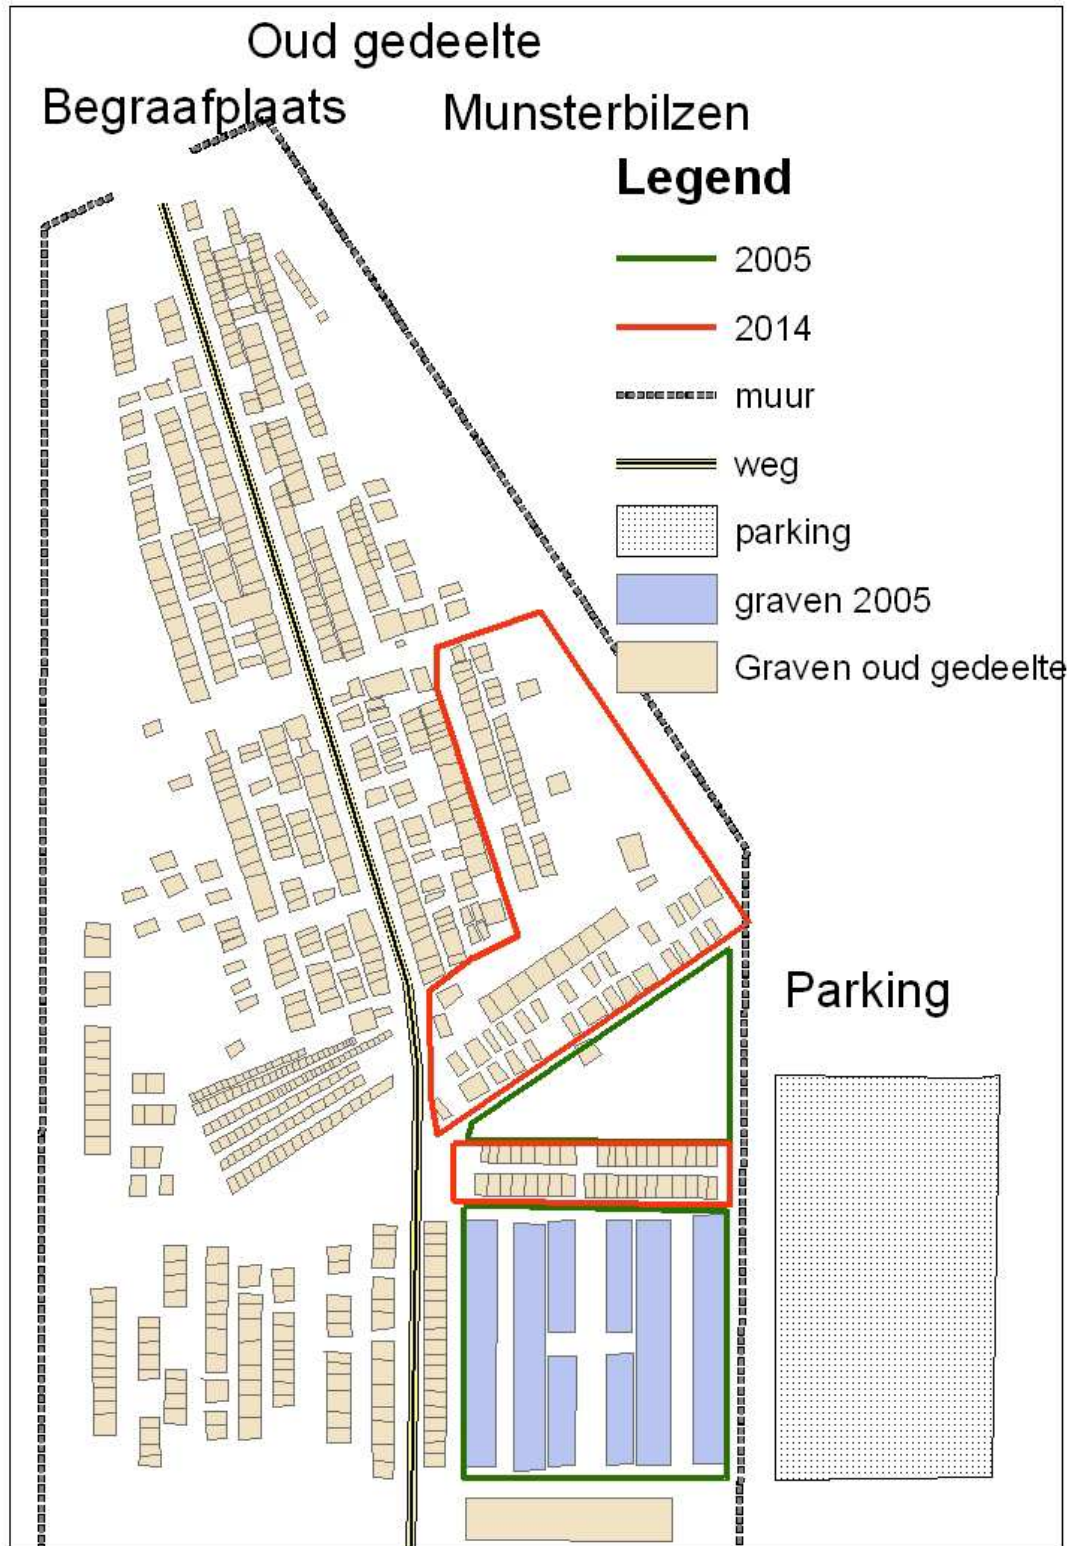 Oud gedeelte
Begraafplaats Munsterbilzen
Legend
2005
2014
muur
weg
parking
graven 2005
Graven oud gedeelte
Parking